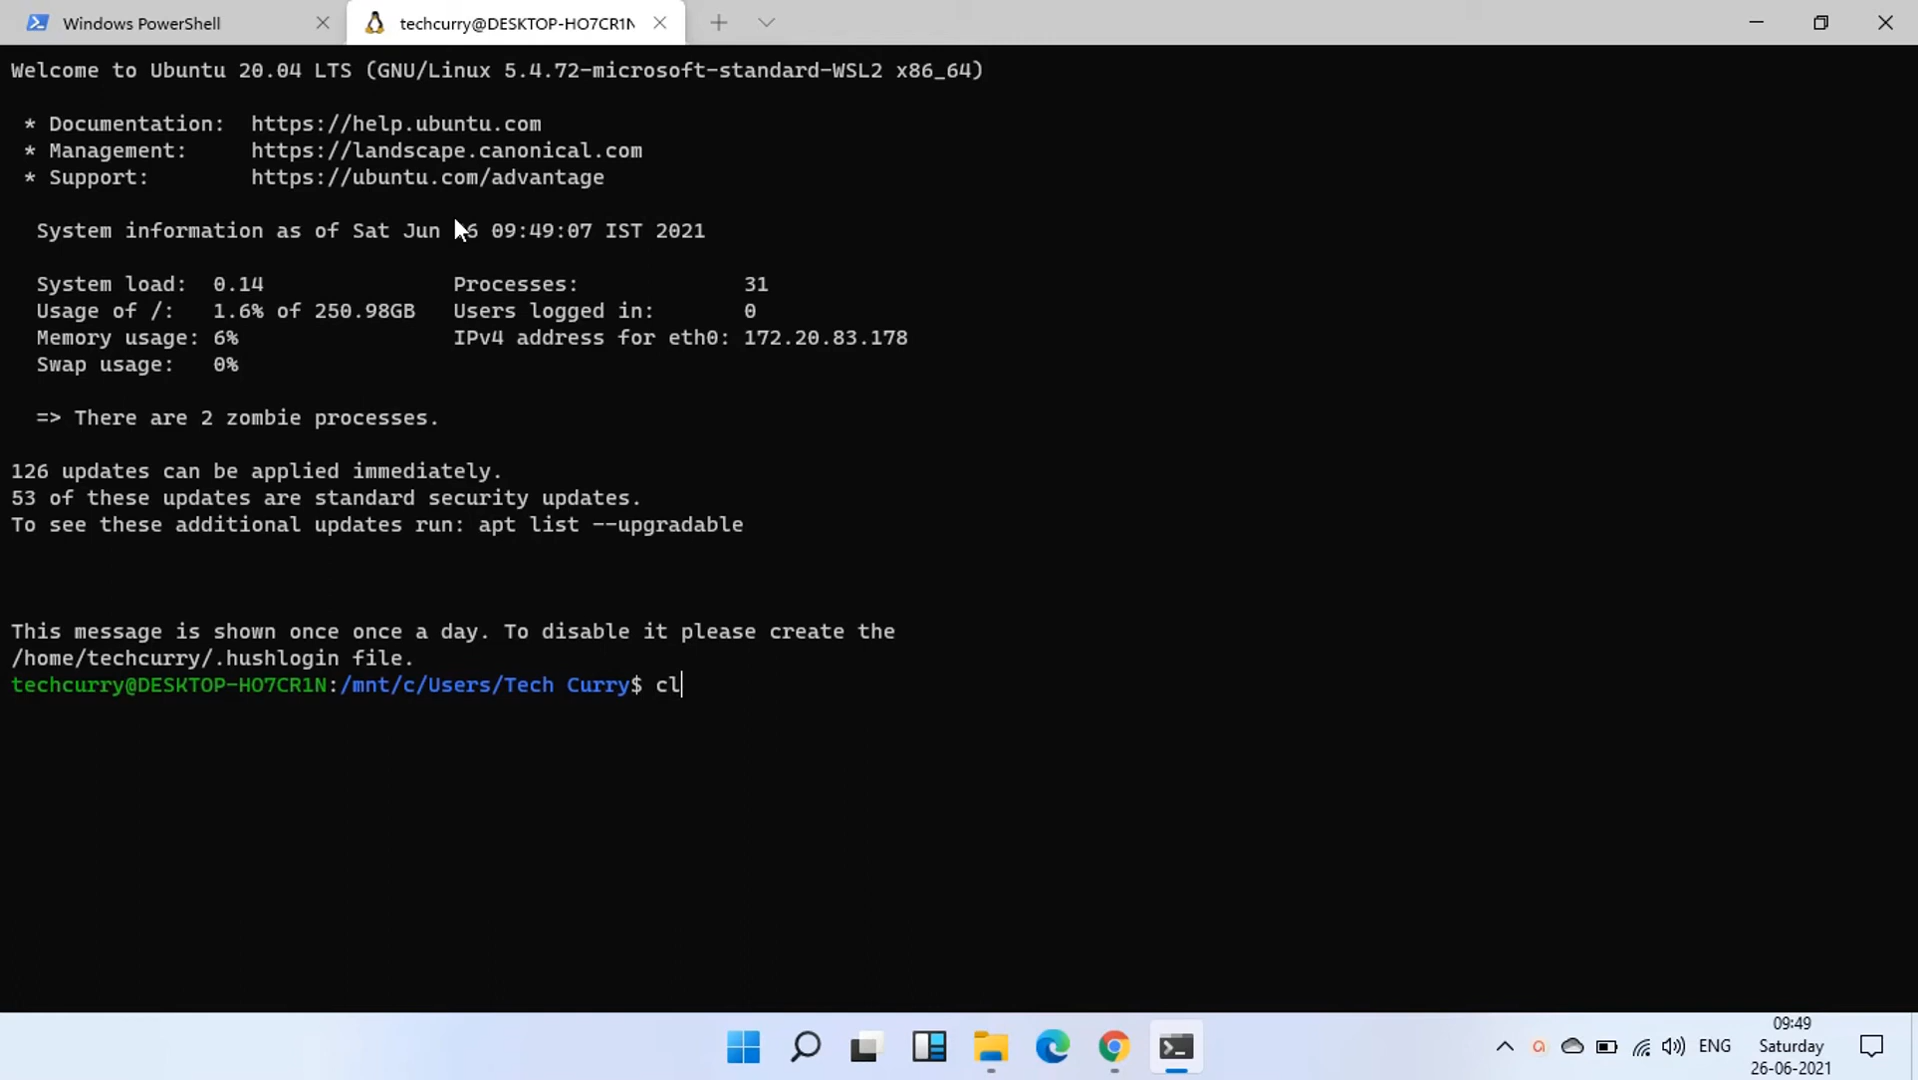 Windows PowerShell
techcurry@DESKTOP-HO7CR1N
Welcome to Ubuntu 20.04 LTS (GNU/Linux 5.4.72-microsoft-standard-WSL2 x86_64)
* Documentation:  https://help.ubuntu.com
* Management:     https://landscape.canonical.com
* Support:        https://ubuntu.com/advantage
System information as of Sat Jun 26 09:49:07 IST 2021
System load:  0.14               Processes:             31
Usage of /:   1.6% of 250.98GB   Users logged in:       0
Memory usage: 6%                 IPv4 address for eth0: 172.20.83.178
Swap usage:   0%
=> There are 2 zombie processes.
126 updates can be applied immediately.
53 of these updates are standard security updates.
To see these additional updates run: apt list --upgradable
This message is shown once once a day. To disable it please create the
/home/techcurry/.hushlogin file.
techcurry@DESKTOP-HO7CR1N:/mnt/c/Users/Tech Curry$ cl
ENG
09:49
Saturday
26-06-2021